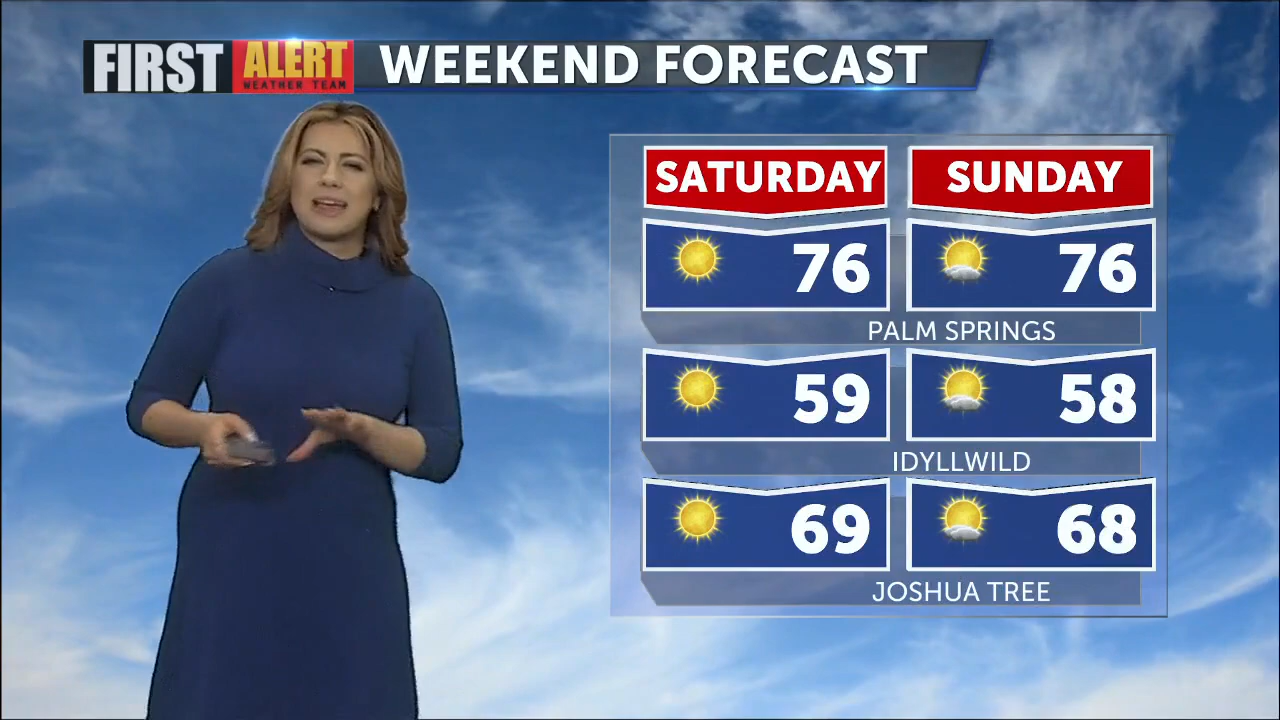 FIRST ALERT WEEKEND FORECAST
WEATHER TEAM
SATURDAY SUNDAY
76 76
PALM SPRINGS
59 58
IDYLLWILD
69 68
JOSHUA TREE